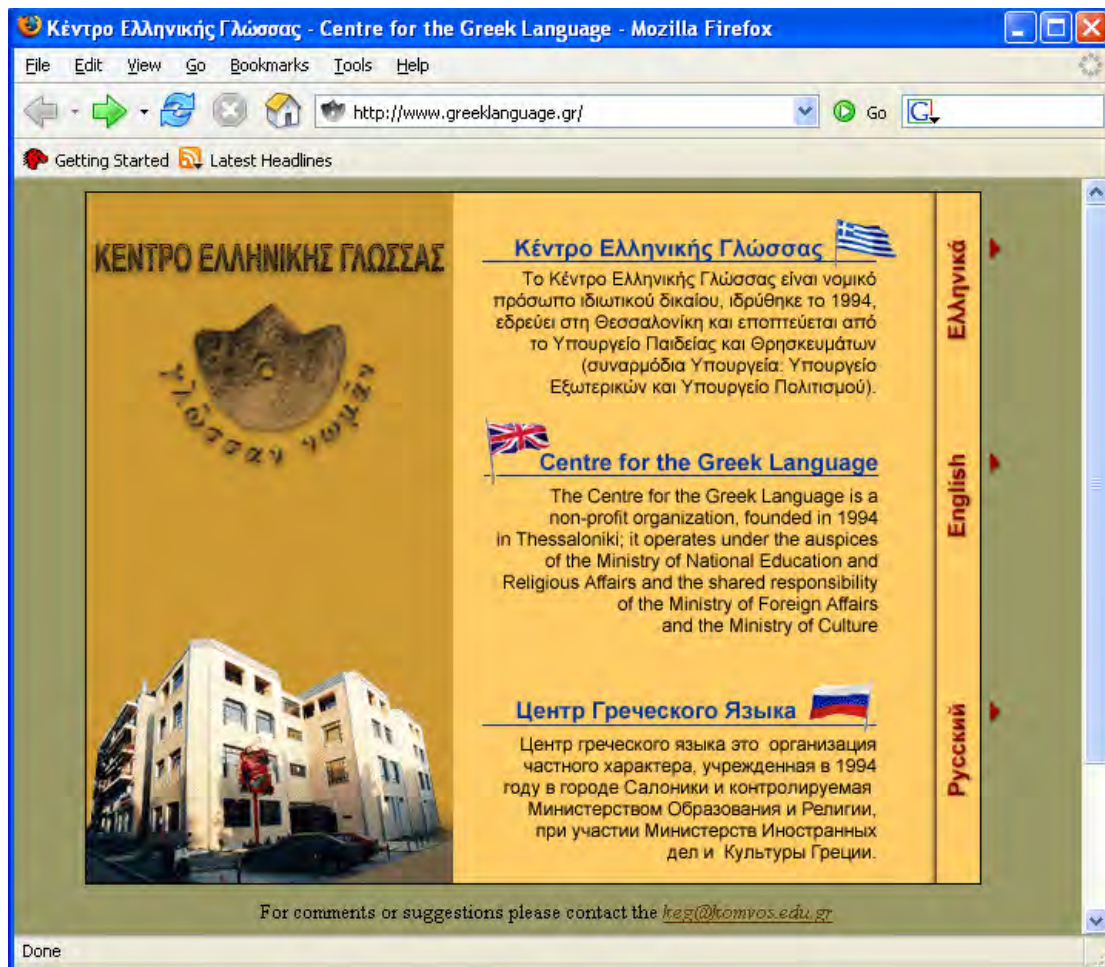 Κέντρο Ελληνικής Γλώσσας - Centre for the Greek Language - Mozilla Firefox
File Edit View Go Bookmarks Tools Help
http://www.greeklanguage.gr/ Go G
Getting Started Latest Headlines
ΚΕΝΤΡΟ ΕΛΛΗΝΙΚΗΣ ΓΛΩΣΣΑΣ
γλῶσσαν νωμᾶν
Κέντρο Ελληνικής Γλώσσας
Το Κέντρο Ελληνικής Γλώσσας είναι νομικό
πρόσωπο ιδιωτικού δικαίου, ιδρύθηκε το 1994,
εδρεύει στη Θεσσαλονίκη και εποπτεύεται από
το Υπουργείο Παιδείας και Θρησκευμάτων
(συναρμόδια Υπουργεία: Υπουργείο
Εξωτερικών και Υπουργείο Πολιτισμού).
Ελληνικά
Centre for the Greek Language
The Centre for the Greek Language is a
non-profit organization, founded in 1994
in Thessaloniki; it operates under the auspices
of the Ministry of National Education and
Religious Affairs and the shared responsibility
of the Ministry of Foreign Affairs
and the Ministry of Culture
English
Центр Греческого Языка
Центр греческого языка это организация
частного характера, учрежденная в 1994
году в городе Салоники и контролируемая
Министерством Образования и Религии,
при участии Министерств Иностранных
дел и Культуры Греции.
Русский
For comments or suggestions please contact the keg@komvos.edu.gr
Done